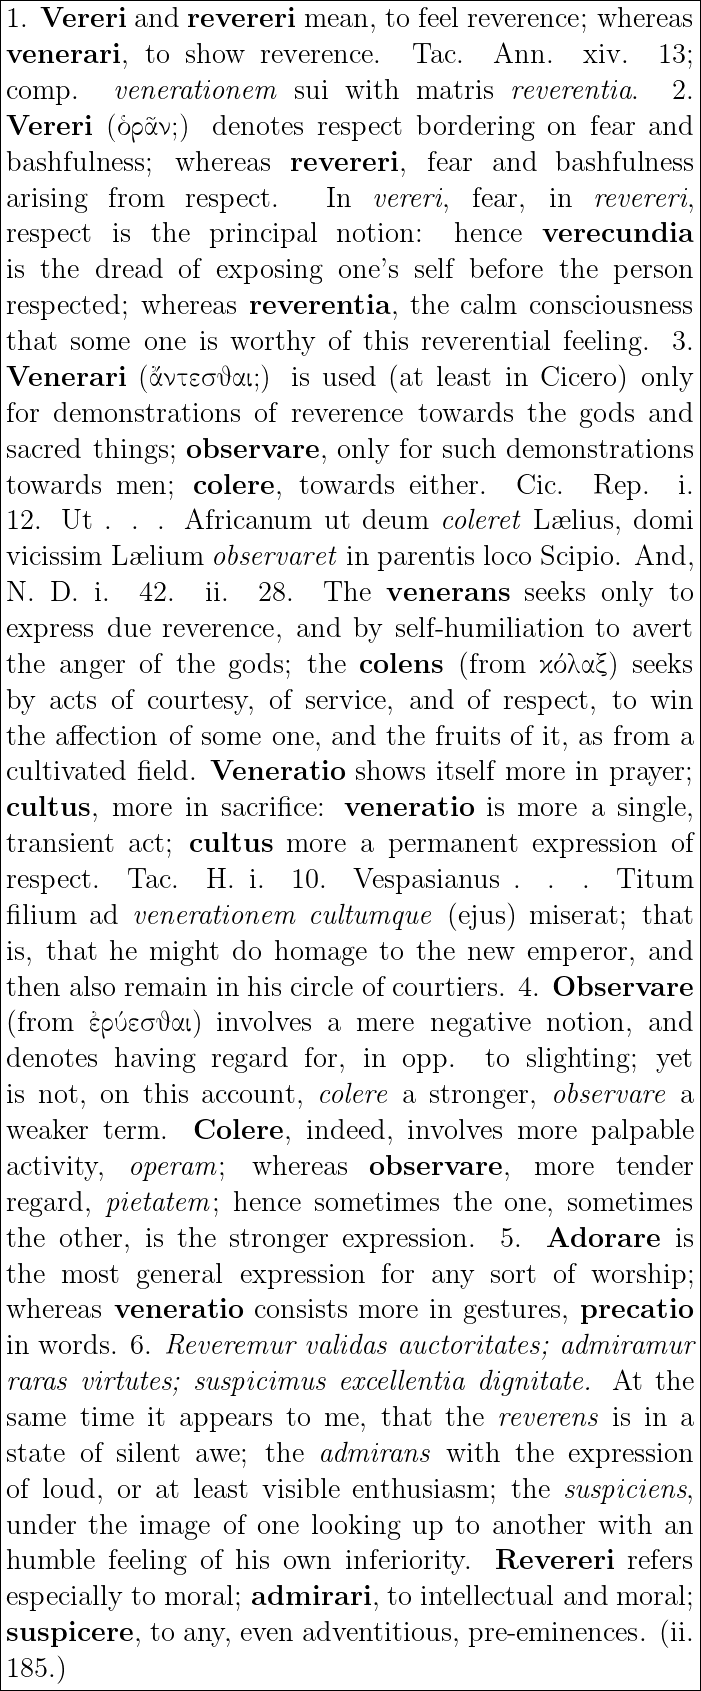 1. Vereri and revereri mean, to feel reverence; whereas
venerari, to show reverence. Tac. Ann. xiv. 13;
comp. venerationem sui with matris reverentia. 2.
Vereri (ὁρᾶν;) denotes respect bordering on fear and
bashfulness; whereas revereri, fear and bashfulness
arising from respect. In vereri, fear, in revereri,
respect is the principal notion: hence verecundia
is the dread of exposing one's self before the person
respected; whereas reverentia, the calm consciousness
that some one is worthy of this reverential feeling. 3.
Venerari (ἄντεσϑαι;) is used (at least in Cicero) only
for demonstrations of reverence towards the gods and
sacred things; observare, only for such demonstrations
towards men; colere, towards either. Cic. Rep. i.
12. Ut . . . Africanum ut deum coleret Lælius, domi
vicissim Lælium observaret in parentis loco Scipio. And,
N. D. i. 42. ii. 28. The venerans seeks only to
express due reverence, and by self-humiliation to avert
the anger of the gods; the colens (from ϰόλαξ) seeks
by acts of courtesy, of service, and of respect, to win
the affection of some one, and the fruits of it, as from a
cultivated field. Veneratio shows itself more in prayer;
cultus, more in sacrifice: veneratio is more a single,
transient act; cultus more a permanent expression of
respect. Tac. H. i. 10. Vespasianus . . . Titum
filium ad venerationem cultumque (ejus) miserat; that
is, that he might do homage to the new emperor, and
then also remain in his circle of courtiers. 4. Observare
(from ἐρύεσϑαι) involves a mere negative notion, and
denotes having regard for, in opp. to slighting; yet
is not, on this account, colere a stronger, observare a
weaker term. Colere, indeed, involves more palpable
activity, operam; whereas observare, more tender
regard, pietatem; hence sometimes the one, sometimes
the other, is the stronger expression. 5. Adorare is
the most general expression for any sort of worship;
whereas veneratio consists more in gestures, precatio
in words. 6. Reveremur validas auctoritates; admiramur
raras virtutes; suspicimus excellentia dignitate. At the
same time it appears to me, that the reverens is in a
state of silent awe; the admirans with the expression
of loud, or at least visible enthusiasm; the suspiciens,
under the image of one looking up to another with an
humble feeling of his own inferiority. Revereri refers
especially to moral; admirari, to intellectual and moral;
suspicere, to any, even adventitious, pre-eminences. (ii.
185.)